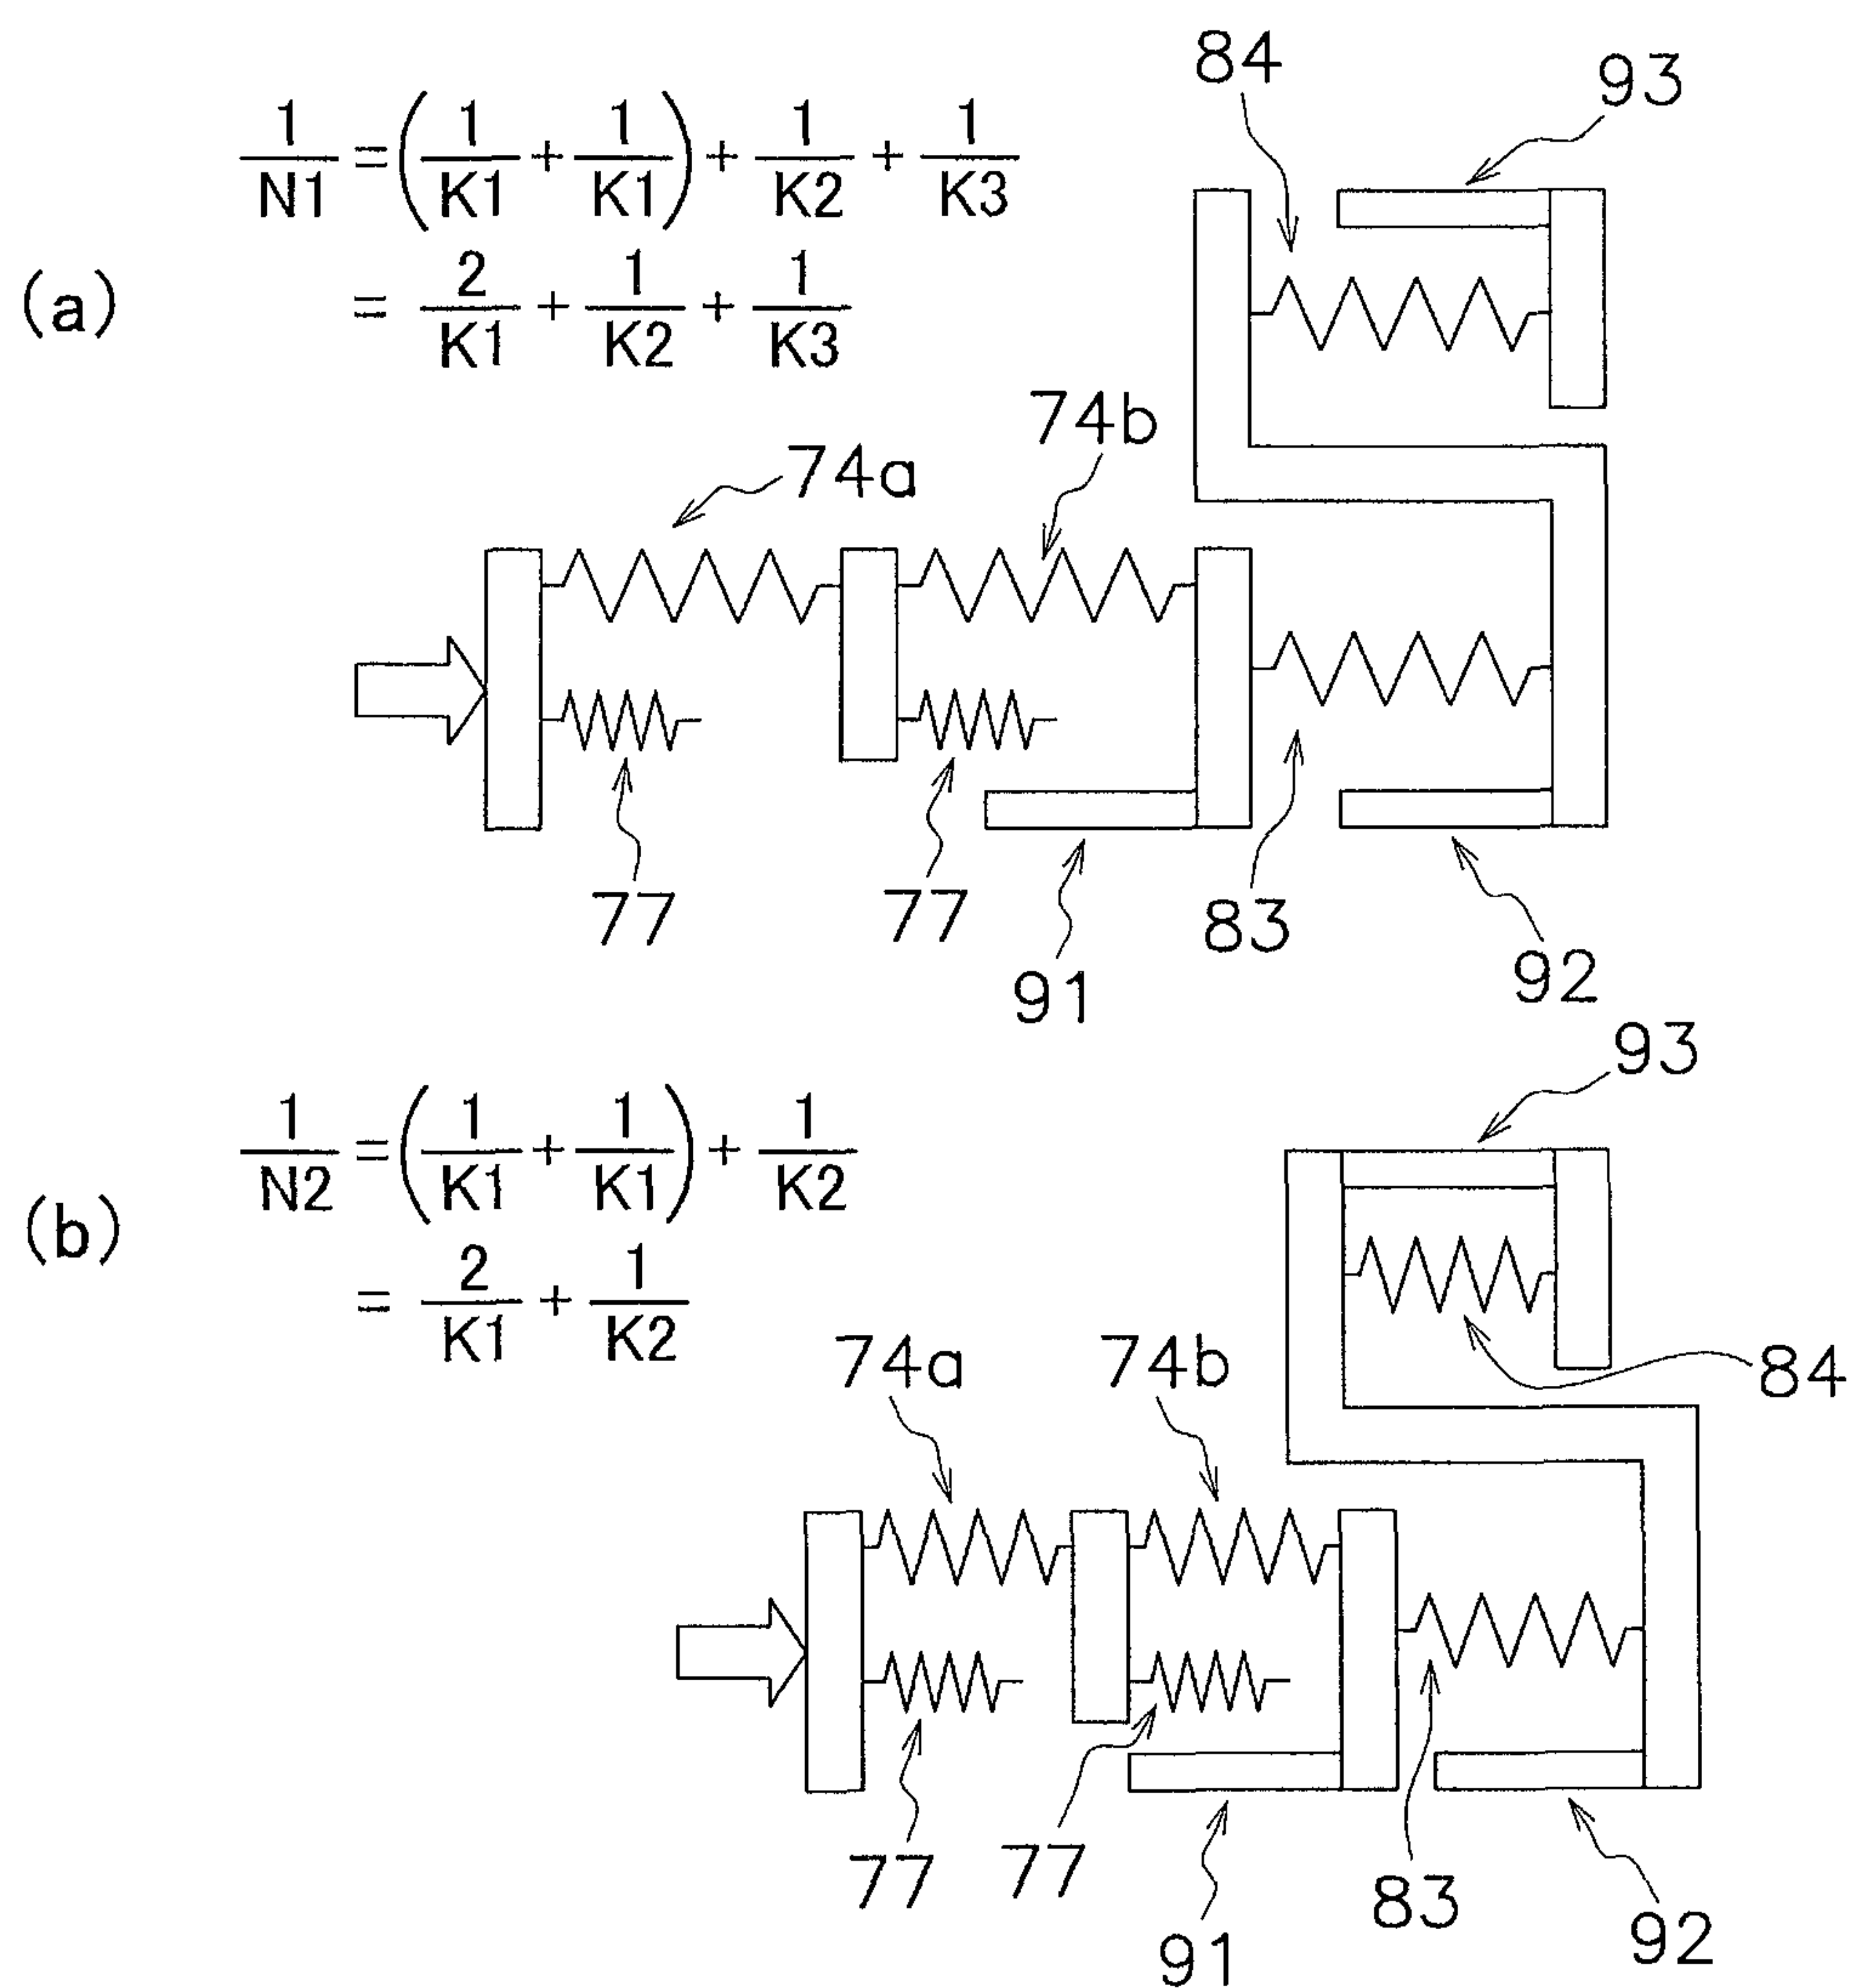 84
93
1/N1 = (1/K1 + 1/K1) + 1/K2 + 1/K3
(a)
= 2/K1 + 1/K2 + 1/K3
74b
74a
77
77
83
91
92
93
1/N2 = (1/K1 + 1/K1) + 1/K2
(b)
= 2/K1 + 1/K2
74a
74b
84
77
77
83
91
92